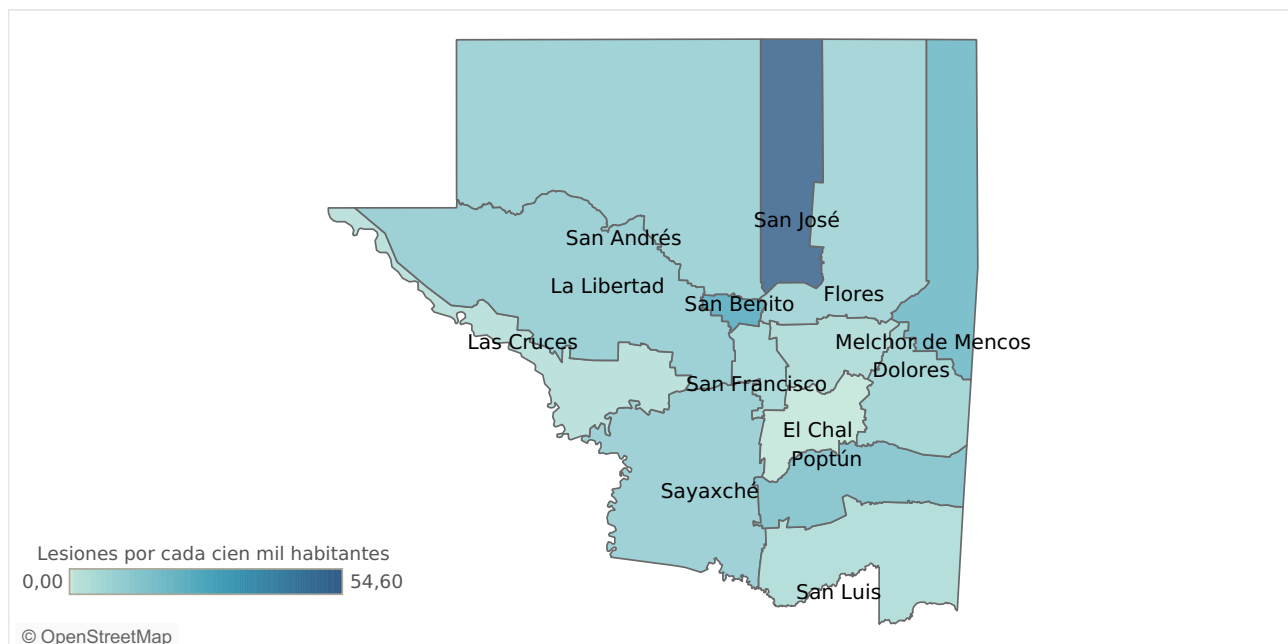 San José
San Andrés
La Libertad
Flores
San Benito
Las Cruces
Melchor de Mencos
Dolores
San Francisco
El Chal
Poptún
Sayaxché
San Luis
Lesiones por cada cien mil habitantes
0,00 54,60
© OpenStreetMap